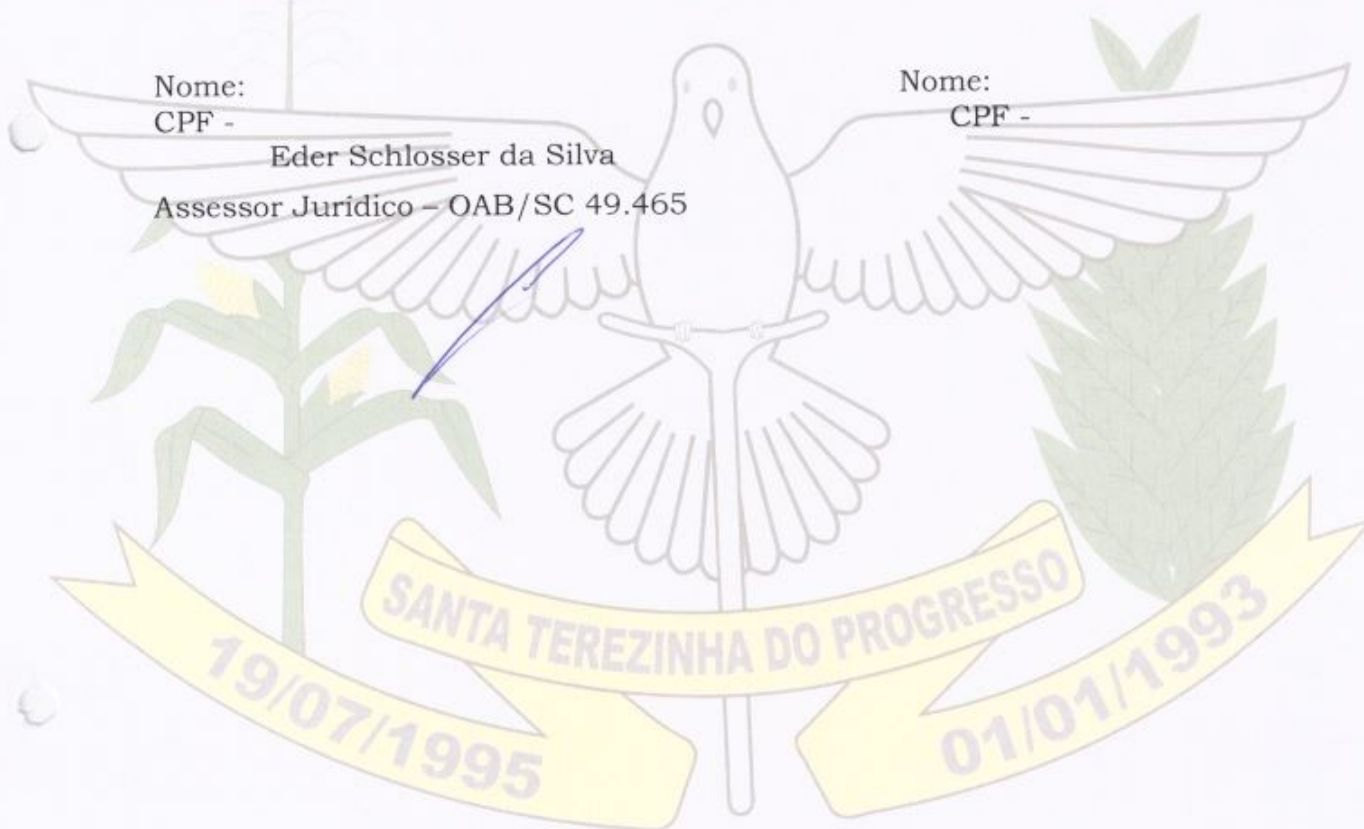 Nome:
CPF -
Nome:
CPF -
Eder Schlosser da Silva
Assessor Jurídico – OAB/SC 49.465
SANTA TEREZINHA DO PROGRESSO
19/07/1995
01/01/1993